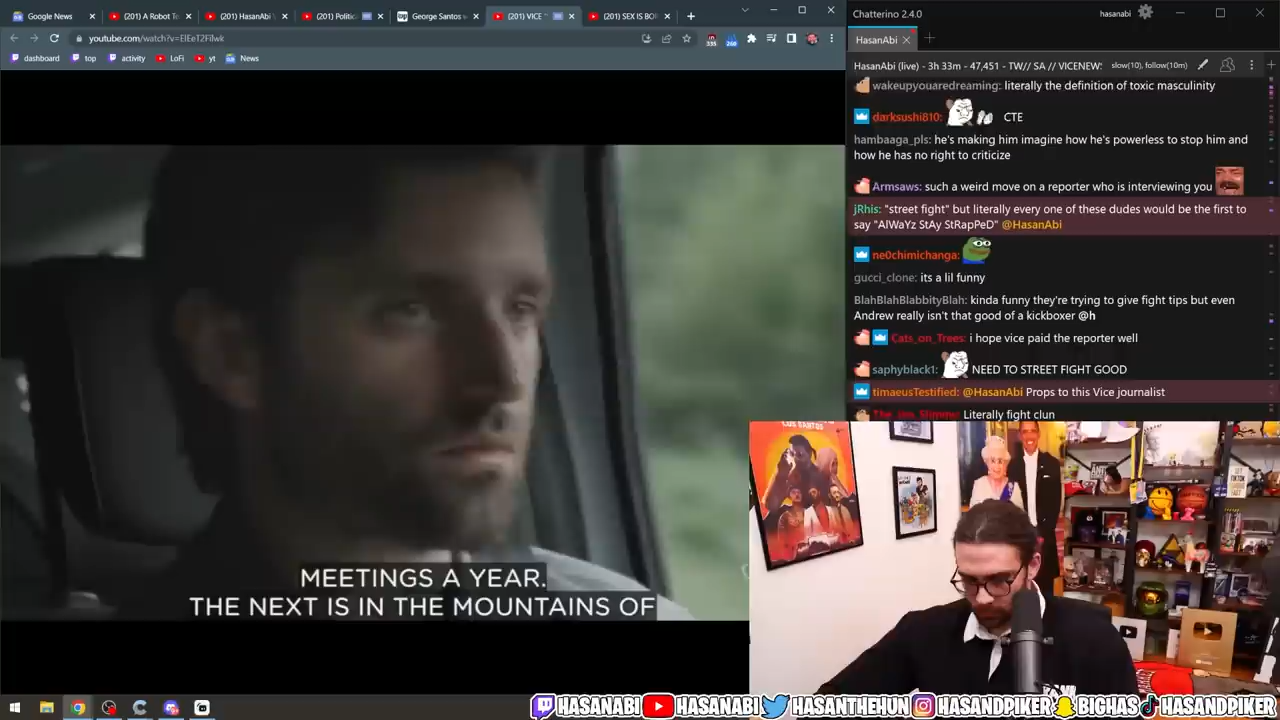 Google News
(201) A Robot T
(201) HasanAbi
(201) Politic
George Santos
(201) VICE
(201) SEX IS BO
youtube.com/watch?v=ElEeT2Filwk
dashboard
top
activity
LoFi
yt
News
MEETINGS A YEAR.
THE NEXT IS IN THE MOUNTAINS OF
Chatterino 2.4.0
hasanabi
HasanAbi
HasanAbi (live) - 3h 33m - 47,451 - TW// SA // VICENEWS
slow(10), follow(10m)
wakeupyouaredreaming: literally the definition of toxic masculinity
darksushi810: CTE
hambaaga_pls: he's making him imagine how he's powerless to stop him and
how he has no right to criticize
Armsaws: such a weird move on a reporter who is interviewing you
jRhis: "street fight" but literally every one of these dudes would be the first to
say "AlWaYz StAy StRapPeD" @HasanAbi
ne0chimichanga:
gucci_clone: its a lil funny
BlahBlahBlabbityBlah: kinda funny they're trying to give fight tips but even
Andrew really isn't that good of a kickboxer @h
Cats_on_Trees: i hope vice paid the reporter well
saphyblack1: NEED TO STREET FIGHT GOOD
timaeusTestified: @HasanAbi Props to this Vice journalist
Literally fight clun
LOS SANTOS
HASANABI
HASANABI
HASANTHEHUN
HASANDPIKER
BIGHAS
HASANDPIKER